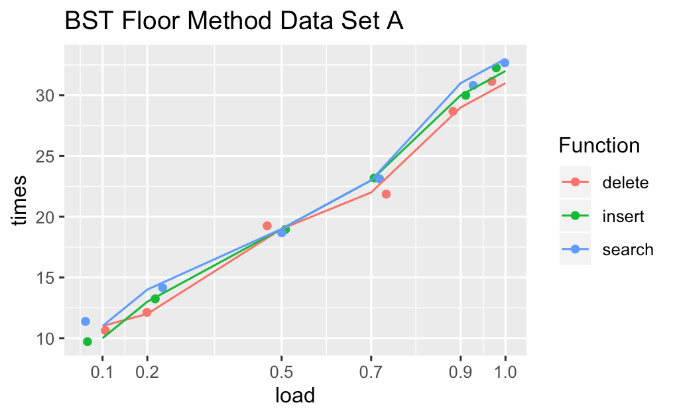 BST Floor Method Data Set A
30
25
20
15
10
times
0.1 0.2 0.5 0.7 0.9 1.0
load
Function
delete
insert
search